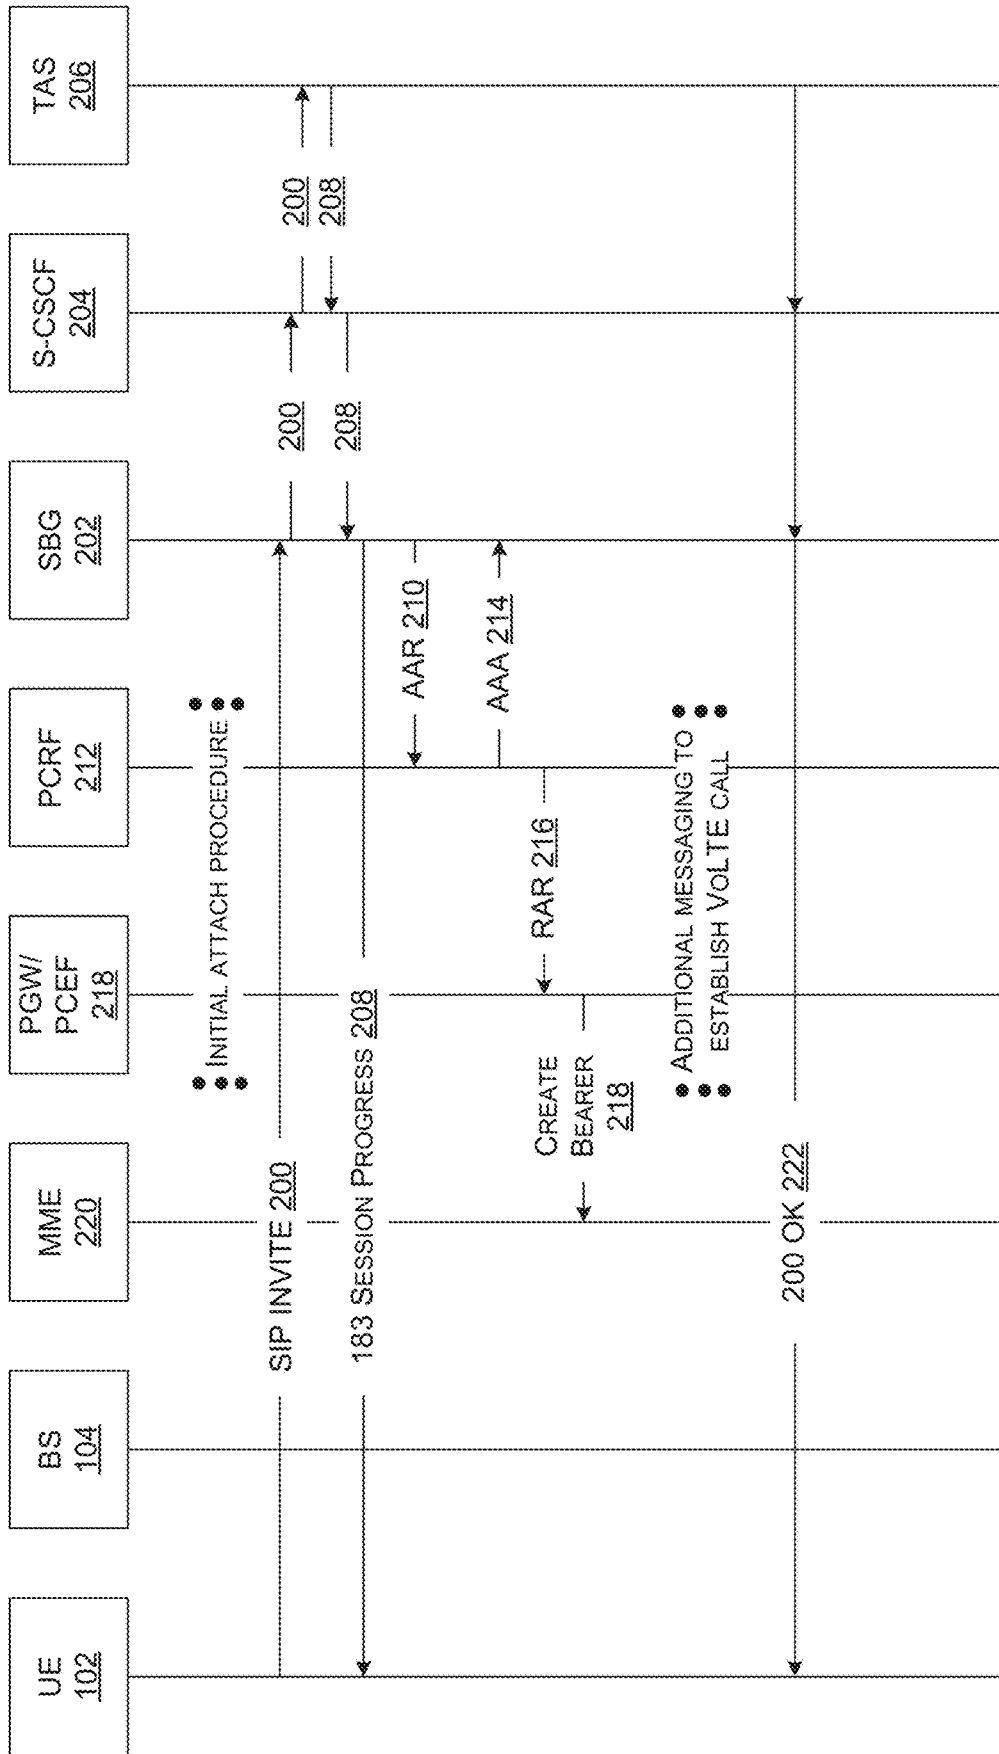 UE
102
BS
104
MME
220
PGW/
PCEF
218
PCRF
212
SBG
202
S-CSCF
204
TAS
206
INITIAL ATTACH PROCEDURE
SIP INVITE 200
200
200
208
208
183 SESSION PROGRESS 208
AAR 210
AAA 214
RAR 216
CREATE
BEARER
218
ADDITIONAL MESSAGING TO
ESTABLISH VOLTE CALL
200 OK 222